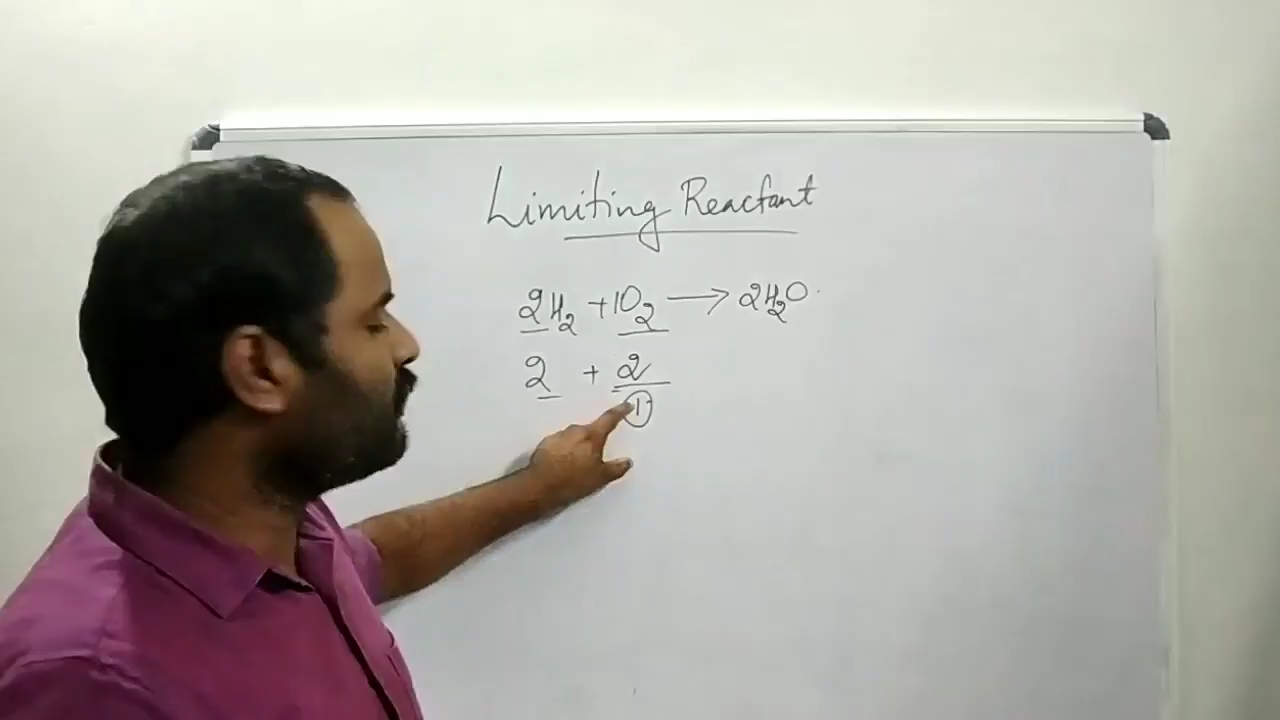 Limiting Reactant
2H₂ + 1O₂ → 2H₂O
2 + 2
1